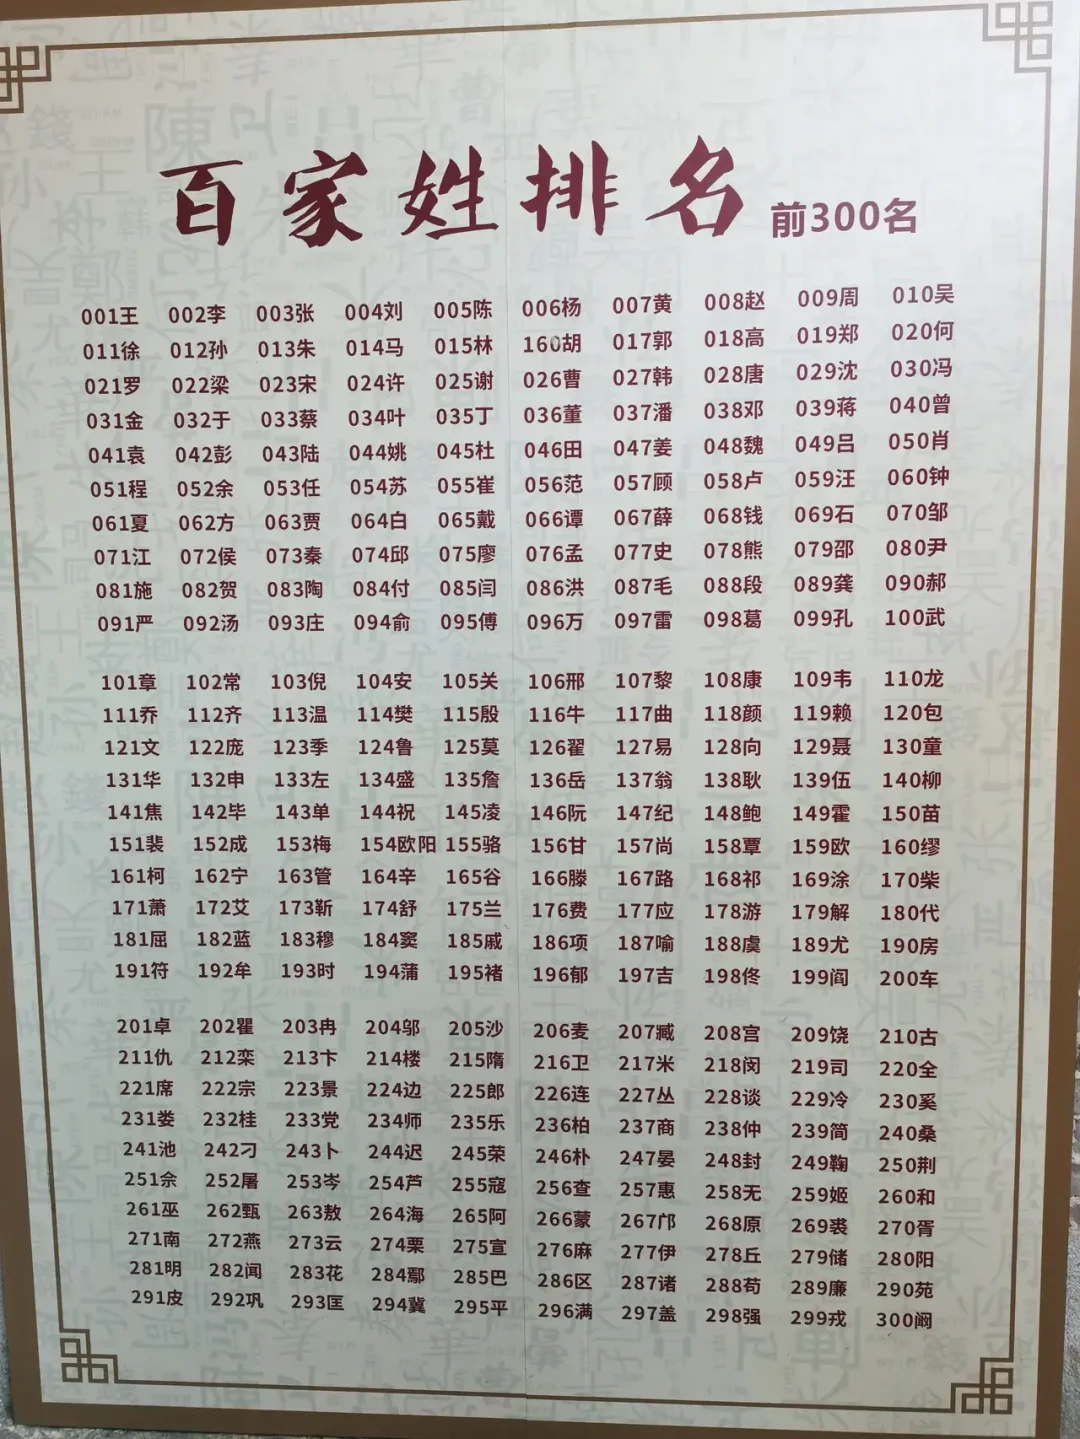 百家姓排名 前300名
001王 002李 003张 004刘 005陈 006杨 007黄 008赵 009周 010吴
011徐 012孙 013朱 014马 015林 160胡 017郭 018高 019郑 020何
021罗 022梁 023宋 024许 025谢 026曹 027韩 028唐 029沈 030冯
031金 032于 033蔡 034叶 035丁 036董 037潘 038邓 039蒋 040曾
041袁 042彭 043陆 044姚 045杜 046田 047姜 048魏 049吕 050肖
051程 052余 053任 054苏 055崔 056范 057顾 058卢 059汪 060钟
061夏 062方 063贾 064白 065戴 066谭 067薛 068钱 069石 070邹
071江 072侯 073秦 074邱 075廖 076孟 077史 078熊 079邵 080尹
081施 082贺 083陶 084付 085闫 086洪 087毛 088段 089龚 090郝
091严 092汤 093庄 094俞 095傅 096万 097雷 098葛 099孔 100武
101章 102常 103倪 104安 105关 106邢 107黎 108康 109韦 110龙
111乔 112齐 113温 114樊 115殷 116牛 117曲 118颜 119赖 120包
121文 122庞 123季 124鲁 125莫 126翟 127易 128向 129聂 130童
131华 132申 133左 134盛 135詹 136岳 137翁 138耿 139伍 140柳
141焦 142毕 143单 144祝 145凌 146阮 147纪 148鲍 149霍 150苗
151裴 152成 153梅 154欧阳 155骆 156甘 157尚 158覃 159欧 160缪
161柯 162宁 163管 164辛 165谷 166滕 167路 168祁 169涂 170柴
171萧 172艾 173靳 174舒 175兰 176费 177应 178游 179解 180代
181屈 182蓝 183穆 184窦 185戚 186项 187喻 188虞 189尤 190房
191符 192牟 193时 194蒲 195褚 196郁 197吉 198佟 199阎 200车
201卓 202瞿 203冉 204邬 205沙 206麦 207臧 208宫 209饶 210古
211仇 212栾 213卞 214楼 215隋 216卫 217米 218闵 219司 220全
221席 222宗 223景 224边 225郎 226连 227丛 228谈 229冷 230奚
231娄 232桂 233党 234师 235乐 236柏 237商 238仲 239简 240桑
241池 242刁 243卜 244迟 245荣 246朴 247晏 248封 249鞠 250荆
251佘 252屠 253岑 254芦 255寇 256查 257惠 258无 259姬 260和
261巫 262甄 263敖 264海 265阿 266蒙 267邝 268原 269裘 270胥
271南 272燕 273云 274栗 275宣 276麻 277伊 278丘 279储 280阳
281明 282闻 283花 284鄢 285巴 286区 287诸 288苟 289廉 290苑
291皮 292巩 293匡 294冀 295平 296满 297盖 298强 299戎 300阚